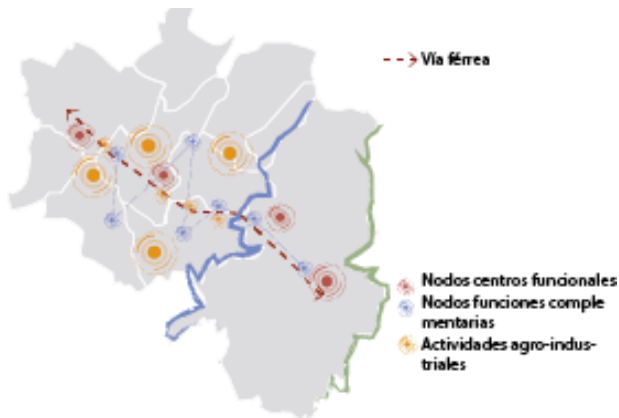 Vía férrea
Nodos centros funcionales
Nodos funciones comple
mentarias
Actividades agro-indus-
triales